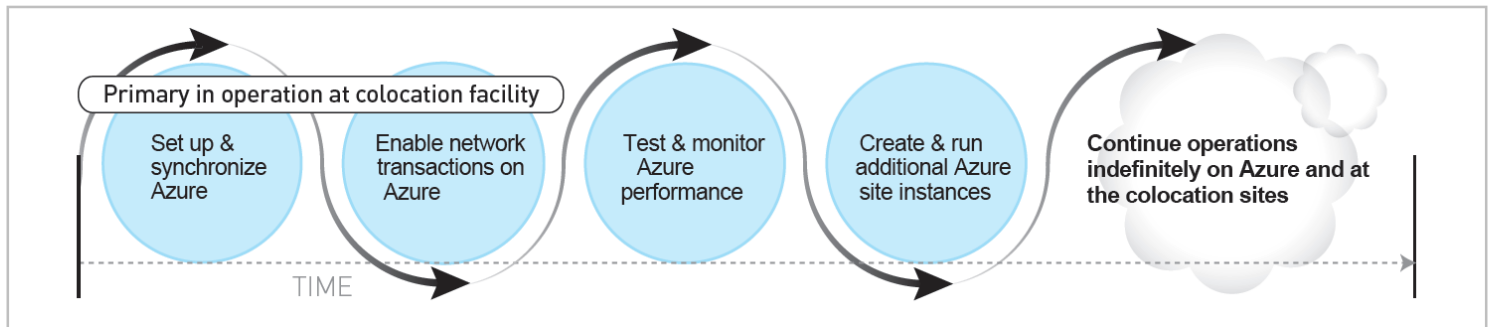 Primary in operation at colocation facility
Set up &
synchronize
Azure
Enable network
transactions on
Azure
Test & monitor
Azure
performance
Create & run
additional Azure
site instances
Continue operations
indefinitely on Azure and at
the colocation sites
TIME